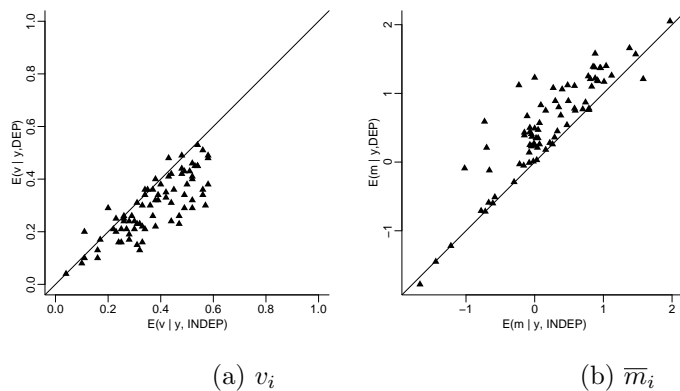 1.0
0.8
0.6
0.4
0.2
0.0
E(v | y,DEP)
0.0 0.2 0.4 0.6 0.8 1.0
E(v | y, INDEP)
2
1
0
−1
E(m | y,DEP)
−1 0 1 2
E(m | y, INDEP)
(a) v_i
(b) m̅_i